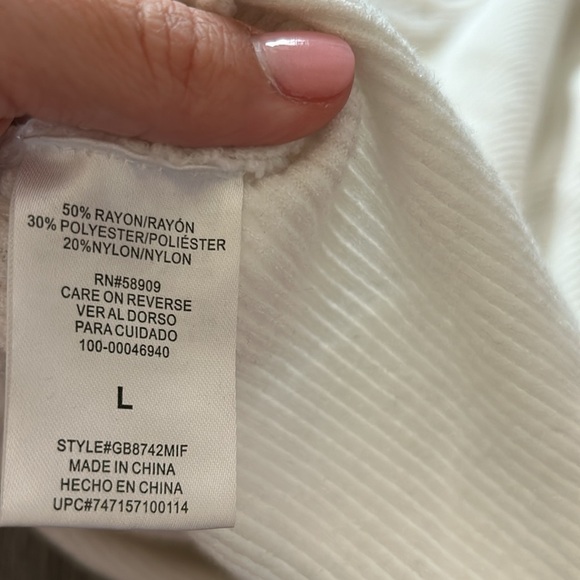 50% RAYON/RAYÓN
30% POLYESTER/POLIÉSTER
20%NYLON/NYLON
RN#58909
CARE ON REVERSE
VER AL DORSO
PARA CUIDADO
100-00046940
L
STYLE#GB8742MIF
MADE IN CHINA
HECHO EN CHINA
UPC#747157100114